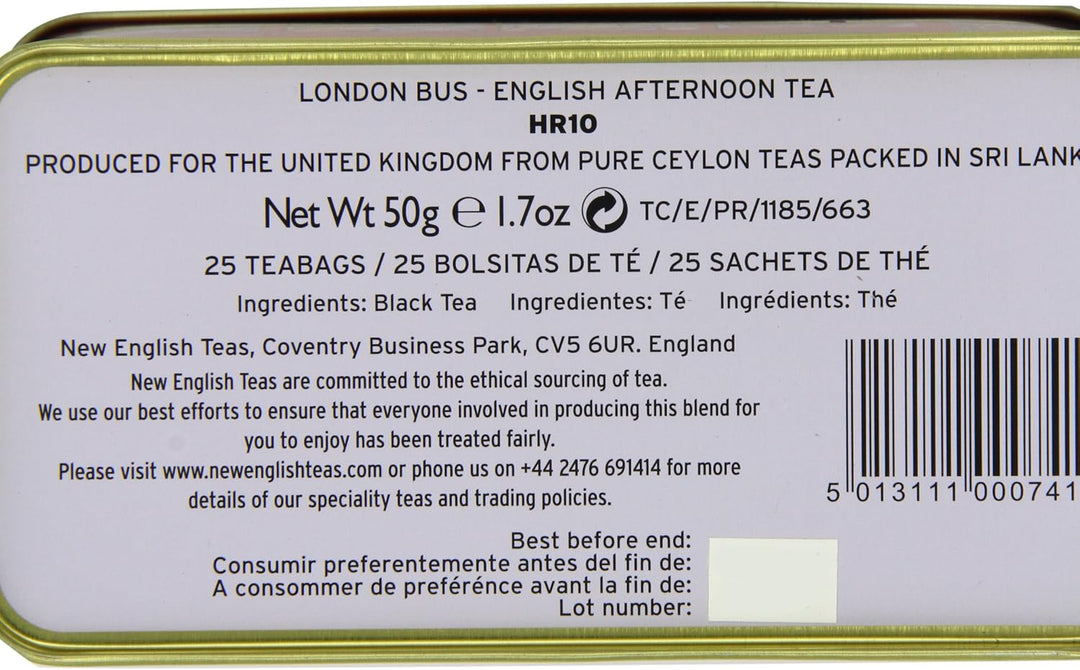 LONDON BUS - ENGLISH AFTERNOON TEA
HR10
PRODUCED FOR THE UNITED KINGDOM FROM PURE CEYLON TEAS PACKED IN SRI LANK
Net Wt 50g ℮ 1.7oz TC/E/PR/1185/663
25 TEABAGS / 25 BOLSITAS DE TÉ / 25 SACHETS DE THÉ
Ingredients: Black Tea Ingredientes: Té Ingrédients: Thé
New English Teas, Coventry Business Park, CV5 6UR. England
New English Teas are committed to the ethical sourcing of tea.
We use our best efforts to ensure that everyone involved in producing this blend for
you to enjoy has been treated fairly.
Please visit www.newenglishteas.com or phone us on +44 2476 691414 for more
details of our speciality teas and trading policies.
5 013111 000741
Best before end:
Consumir preferentemente antes del fin de:
A consommer de preférénce avant la fin de:
Lot number: